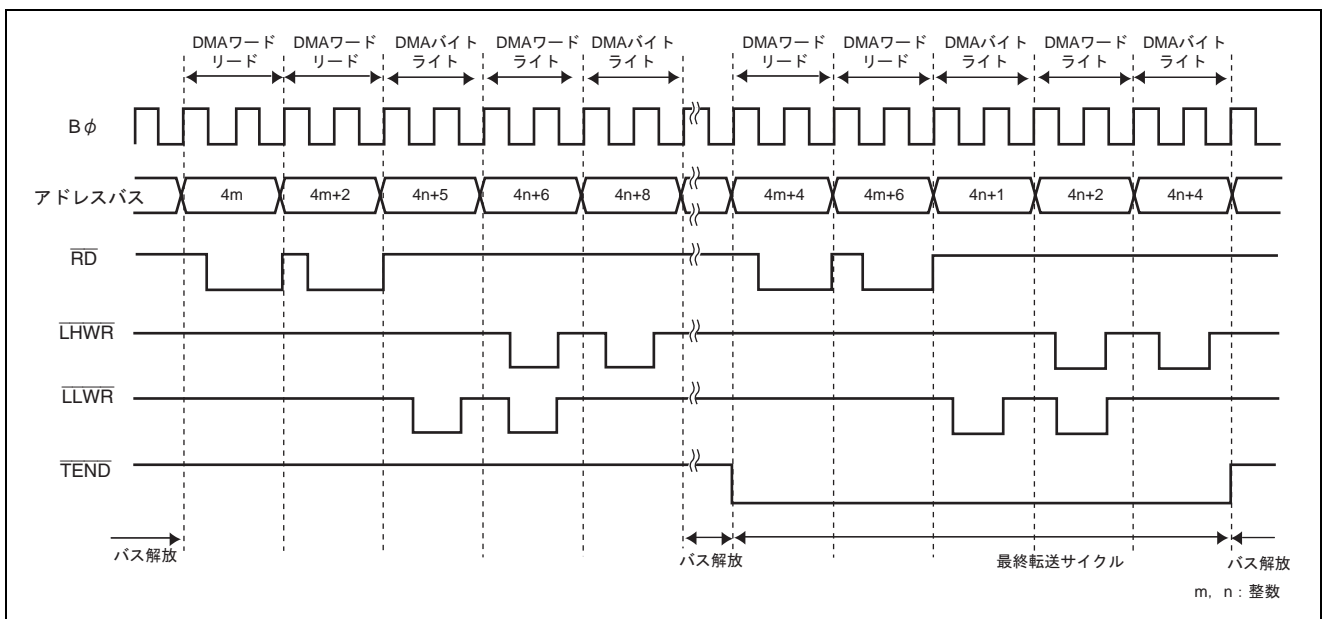 DMAワード DMAワード DMAバイト DMAワード DMAバイト DMAワード DMAワード DMAバイト DMAワード DMAバイト
リード リード ライト ライト ライト リード リード ライト ライト ライト
Bφ
アドレスバス 4m 4m+2 4n+5 4n+6 4n+8 4m+4 4m+6 4n+1 4n+2 4n+4
RD
LHWR
LLWR
TEND
バス解放 バス解放 最終転送サイクル バス解放
m, n : 整数